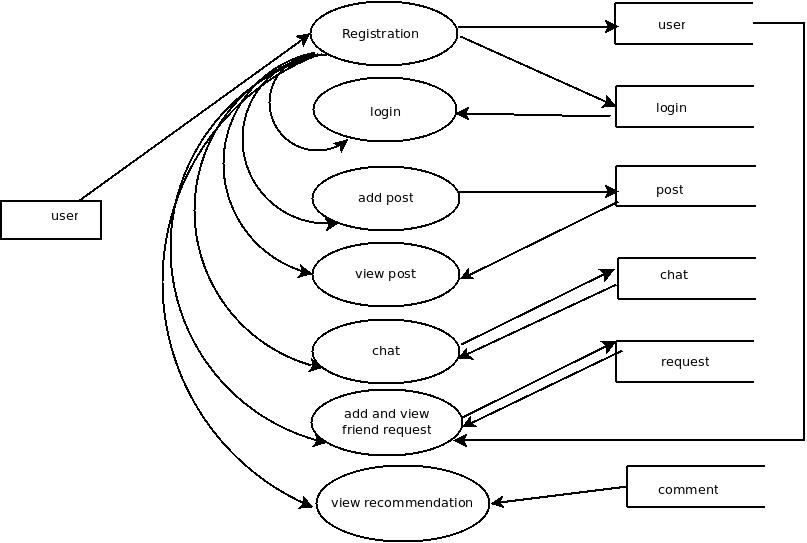 Registration
user
login
login
add post
post
user
view post
chat
chat
add and view
friend request
request
view recommendation
comment